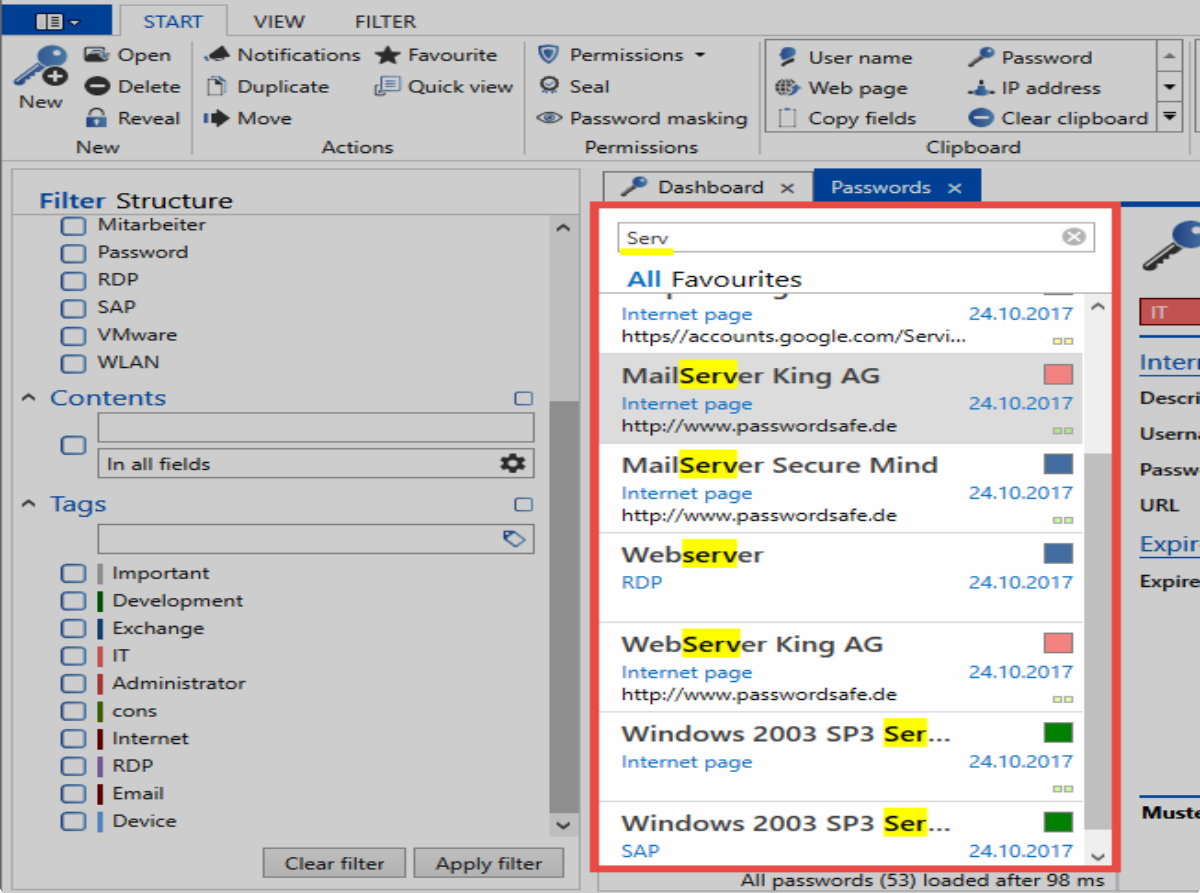 START VIEW FILTER
New
Open
Delete
Reveal
New
Notifications
Duplicate
Move
Favourite
Quick view
Actions
Permissions
Seal
Password masking
Permissions
User name
Web page
Copy fields
Password
IP address
Clear clipboard
Clipboard
Filter Structure
Mitarbeiter
Password
RDP
SAP
VMware
WLAN
Contents
In all fields
Tags
Important
Development
Exchange
IT
Administrator
cons
Internet
RDP
Email
Device
Clear filter Apply filter
Dashboard × Passwords ×
Serv
All Favourites
Internet page 24.10.2017
https//accounts.google.com/Servi...
MailServer King AG
Internet page 24.10.2017
http://www.passwordsafe.de
MailServer Secure Mind
Internet page 24.10.2017
http://www.passwordsafe.de
Webserver
RDP 24.10.2017
WebServer King AG
Internet page 24.10.2017
http://www.passwordsafe.de
Windows 2003 SP3 Ser...
Internet page 24.10.2017
Windows 2003 SP3 Ser...
SAP 24.10.2017
All passwords (53) loaded after 98 ms
IT
Intern
Descri
Userna
Passw
URL
Expir
Expire
Muste